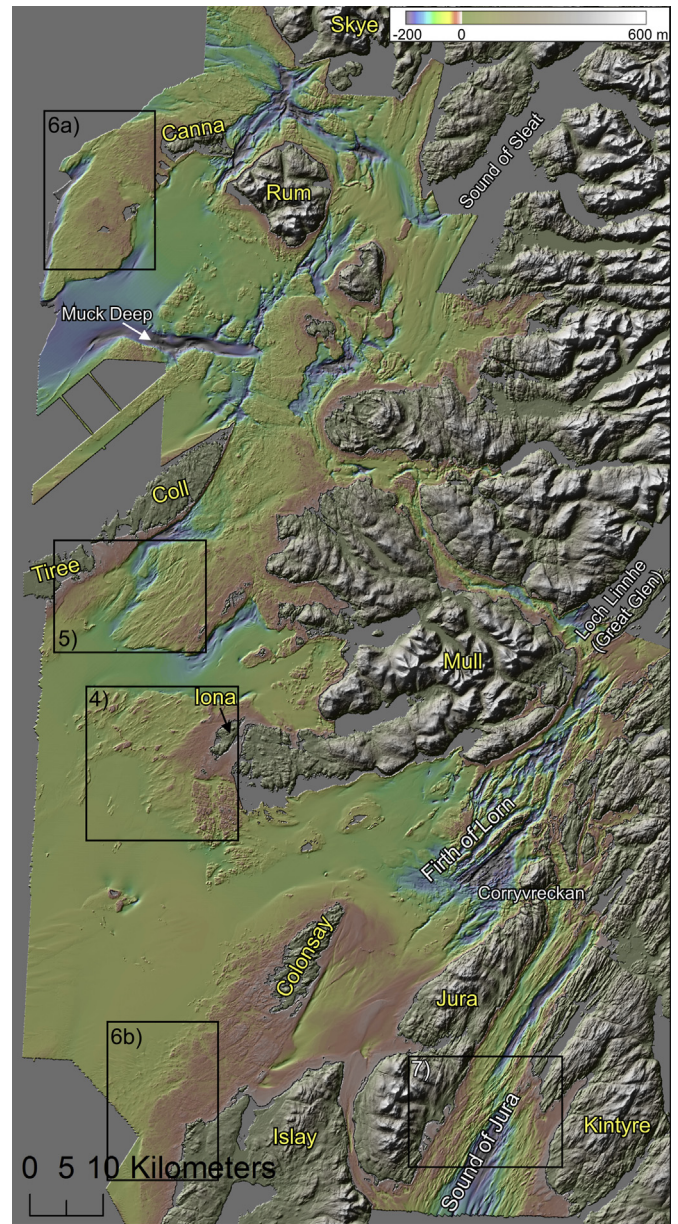 Skye
-200
0
600 m
6a)
Canna
Sound of Sleat
Rum
Muck Deep
Coll
Tiree
5)
Loch Linnhe
(Great Glen)
Mull
4)
Iona
Firth of Lorn
Corryvreckan
Colonsay
Jura
6b)
7)
Islay
Kintyre
Sound of Jura
0 5 10 Kilometers